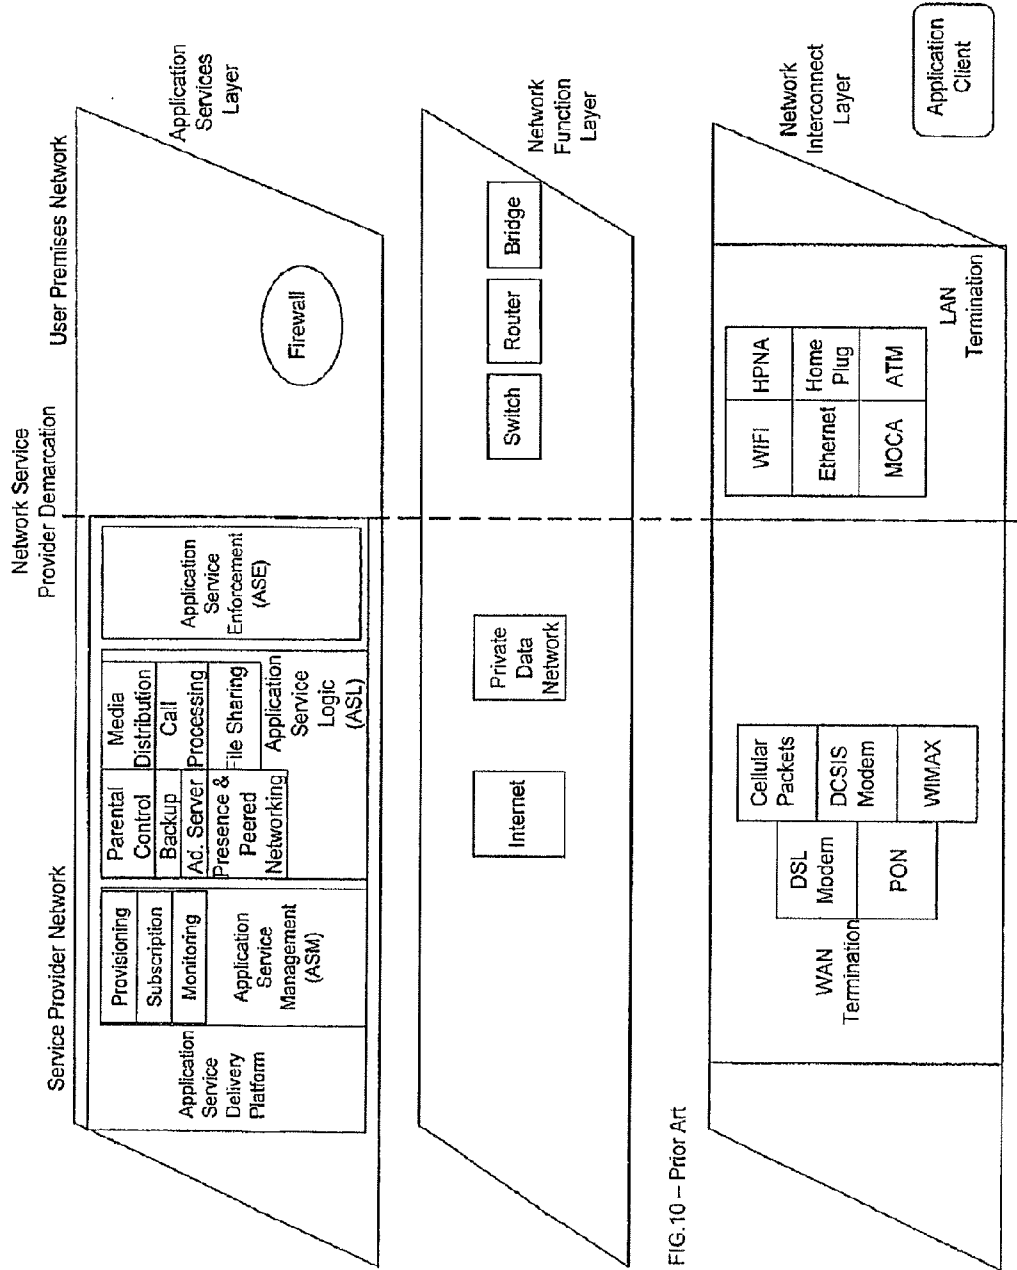 Service Provider Network
Network Service
Provider Demarcation
User Premises Network
Application
Service
Delivery
Platform
Provisioning
Subscription
Monitoring
Application
Service
Management
(ASM)
Parental
Control
Backup
Ad. Server
Presence &
Peered
Networking
Media
Distribution
Call
Processing
File Sharing
Application
Service
Logic
(ASL)
Application
Service
Enforcement
(ASE)
Firewall
Application
Services
Layer
Internet
Private
Data
Network
Switch
Router
Bridge
Network
Function
Layer
FIG.10 – Prior Art
WAN
Termination
DSL
Modem
PON
Cellular
Packets
DCSIS
Modem
WIMAX
WIFI
HPNA
Ethernet
Home
Plug
MOCA
ATM
LAN
Termination
Network
Interconnect
Layer
Application
Client